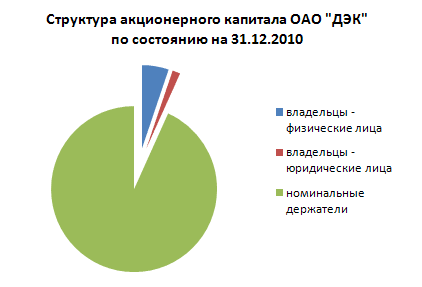 Структура акционерного капитала ОАО "ДЭК"
по состоянию на 31.12.2010
владельцы -
физические лица
владельцы -
юридические лица
номинальные
держатели